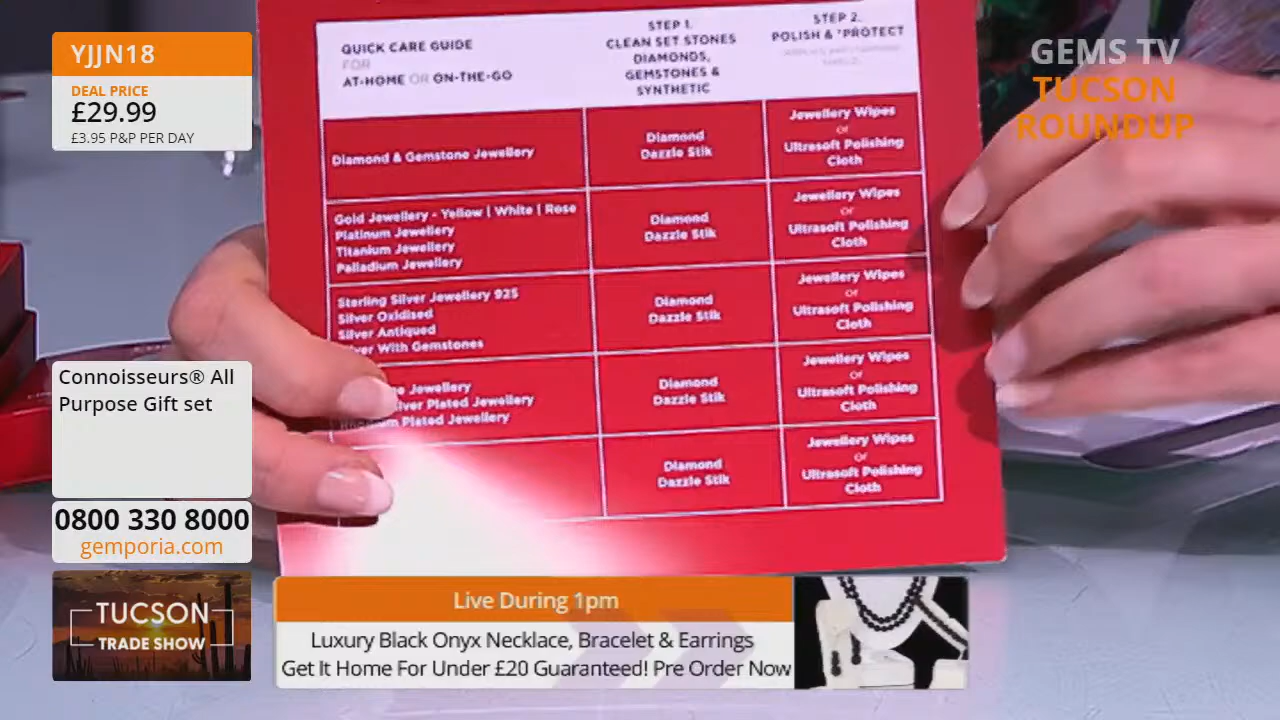 YJJN18
DEAL PRICE
£29.99
£3.95 P&P PER DAY
GEMS TV
TUCSON
ROUNDUP
QUICK CARE GUIDE
FOR
AT-HOME OR ON-THE-GO
STEP 1.
CLEAN SET STONES
DIAMONDS,
GEMSTONES &
SYNTHETIC
STEP 2.
POLISH & *PROTECT
Diamond & Gemstone Jewellery
Diamond
Dazzle Stik
Jewellery Wipes
or
Ultrasoft Polishing
Cloth
Gold Jewellery - Yellow | White | Rose
Platinum Jewellery
Titanium Jewellery
Palladium Jewellery
Diamond
Dazzle Stik
Jewellery Wipes
or
Ultrasoft Polishing
Cloth
Sterling Silver Jewellery 925
Silver Oxidised
Silver Antiqued
With Gemstones
Diamond
Dazzle Stik
Jewellery Wipes
or
Ultrasoft Polishing
Cloth
Jewellery
Plated Jewellery
Plated Jewellery
Diamond
Dazzle Stik
Jewellery Wipes
or
Ultrasoft Polishing
Cloth
Diamond
Dazzle Stik
Jewellery Wipes
or
Ultrasoft Polishing
Cloth
Connoisseurs® All
Purpose Gift set
0800 330 8000
gemporia.com
TUCSON
TRADE SHOW
Live During 1pm
Luxury Black Onyx Necklace, Bracelet & Earrings
Get It Home For Under £20 Guaranteed! Pre Order Now